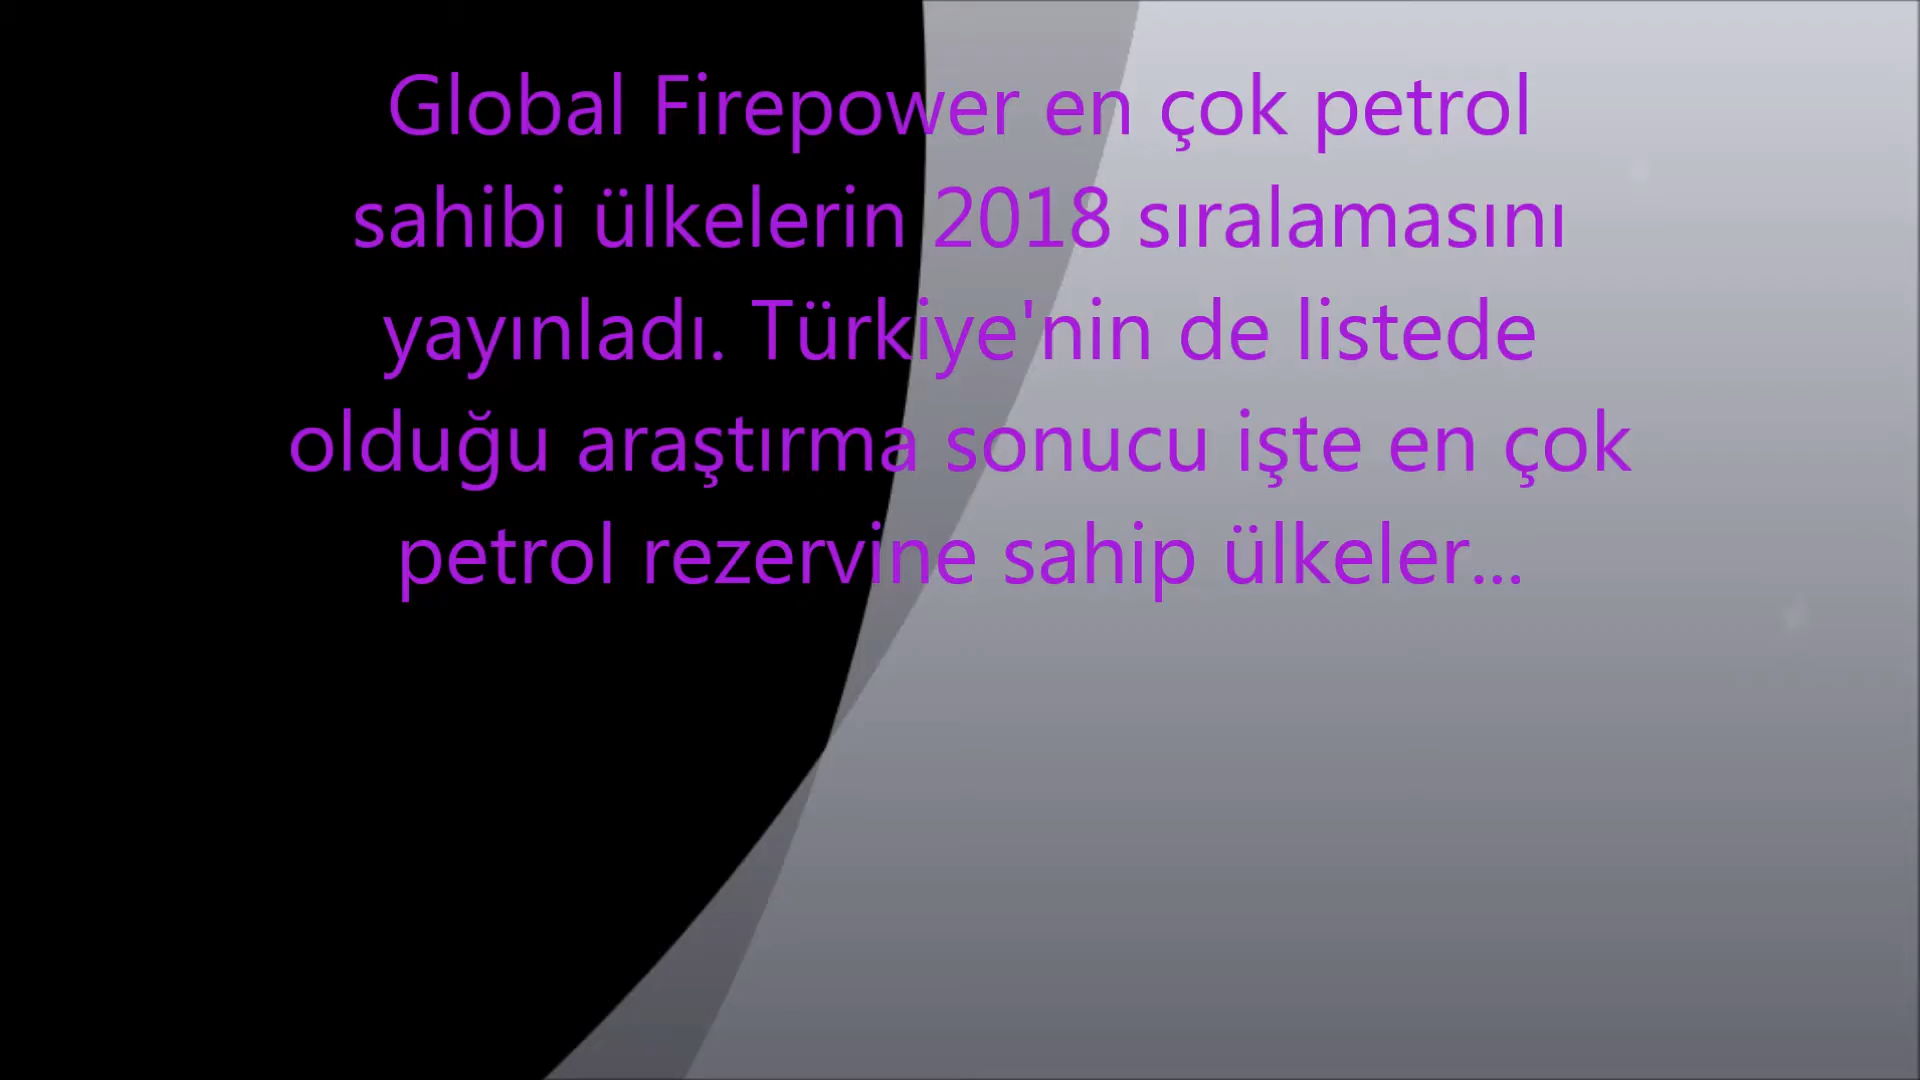 Global Firepower en çok petrol
sahibi ülkelerin 2018 sıralamasını
yayınladı. Türkiye'nin de listede
olduğu araştırma sonucu işte en çok
petrol rezervine sahip ülkeler...